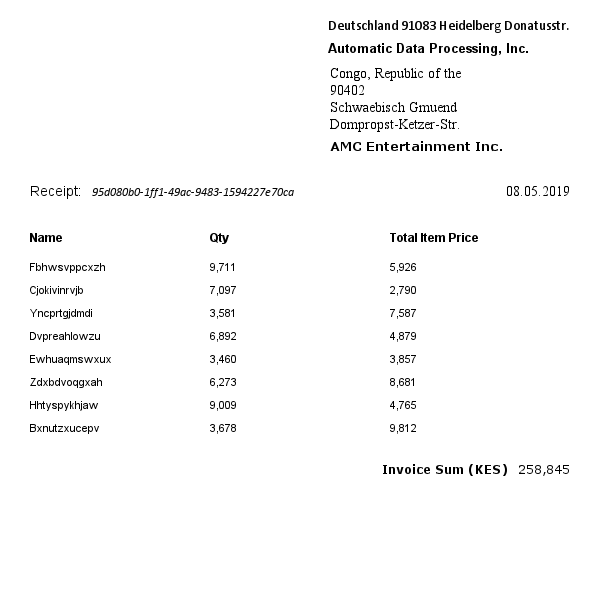 Deutschland 91083 Heidelberg Donatusstr.
Automatic Data Processing, Inc.
Congo, Republic of the
90402
Schwaebisch Gmuend
Dompropst-Ketzer-Str.
AMC Entertainment Inc.
Receipt: 95d080b0-1ff1-49ac-9483-1594227e70ca 08.05.2019
Name Qty Total Item Price
Fbhwsvppcxzh 9,711 5,926
Cjokivinrvjb 7,097 2,790
Yncprtgjdmdi 3,581 7,587
Dvpreahlowzu 6,892 4,879
Ewhuaqmswxux 3,460 3,857
Zdxbdvoqgxah 6,273 8,681
Hhtyspykhjaw 9,009 4,765
Bxnutzxucepv 3,678 9,812
Invoice Sum (KES) 258,845